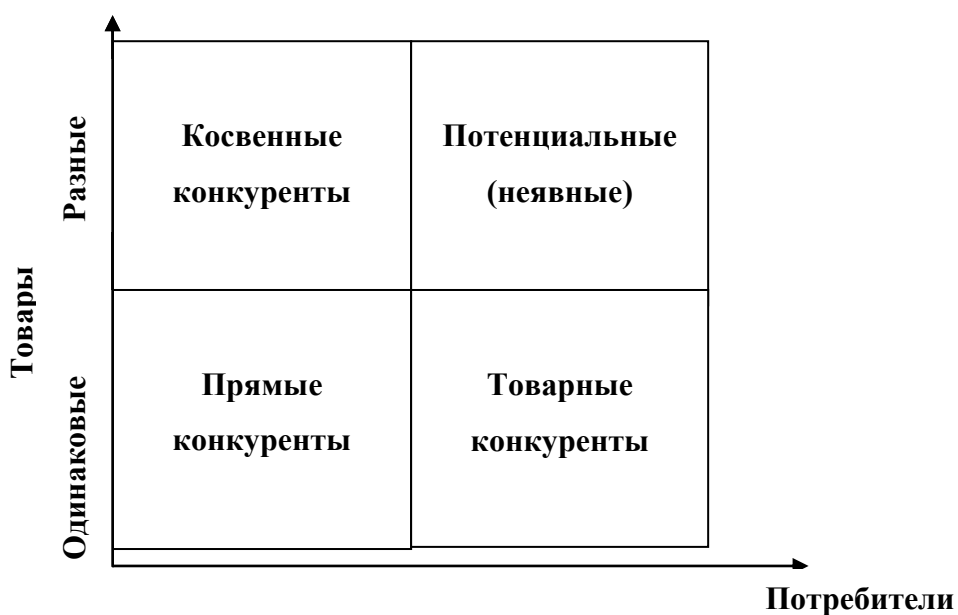 Разные
Косвенные
конкуренты
Потенциальные
(неявные)
Товары
Одинаковые
Прямые
конкуренты
Товарные
конкуренты
Потребители